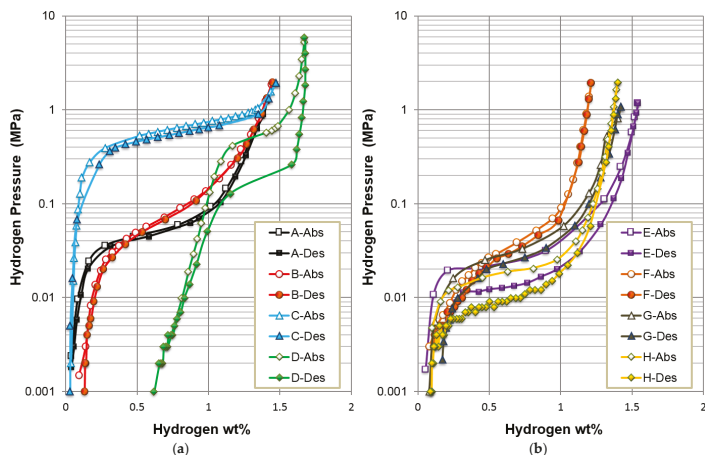 10
1
0.1
0.01
0.001
Hydrogen Pressure (MPa)
A-Abs
A-Des
B-Abs
B-Des
C-Abs
C-Des
D-Abs
D-Des
0 0.5 1 1.5 2
Hydrogen wt%
(a)
10
1
0.1
0.01
0.001
Hydrogen Pressure (MPa)
E-Abs
E-Des
F-Abs
F-Des
G-Abs
G-Des
H-Abs
H-Des
0 0.5 1 1.5 2
Hydrogen wt%
(b)